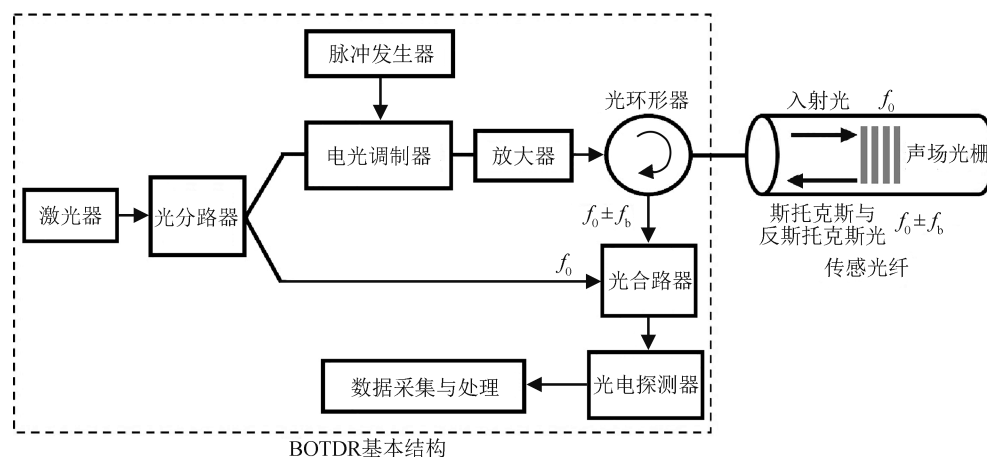 脉冲发生器
光环形器
入射光
f₀
电光调制器
放大器
声场光栅
激光器
光分路器
f₀±f_b
斯托克斯与
反斯托克斯光
f₀±f_b
传感光纤
f₀
光合路器
数据采集与处理
光电探测器
BOTDR基本结构